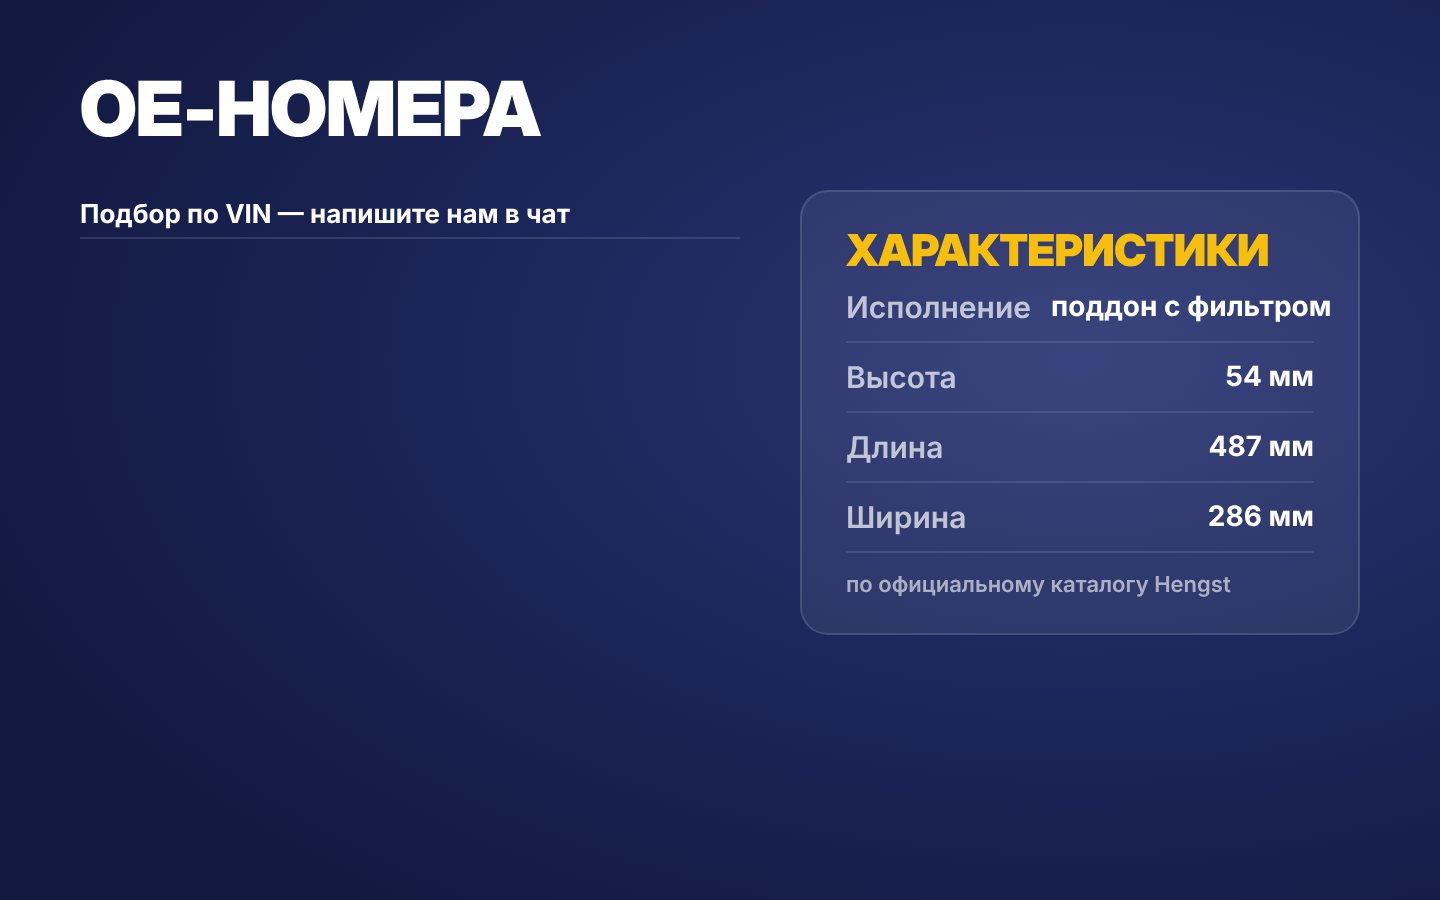 ОЕ-НОМЕРА
Подбор по VIN — напишите нам в чат
ХАРАКТЕРИСТИКИ
Исполнение поддон с фильтром
Высота 54 мм
Длина 487 мм
Ширина 286 мм
по официальному каталогу Hengst